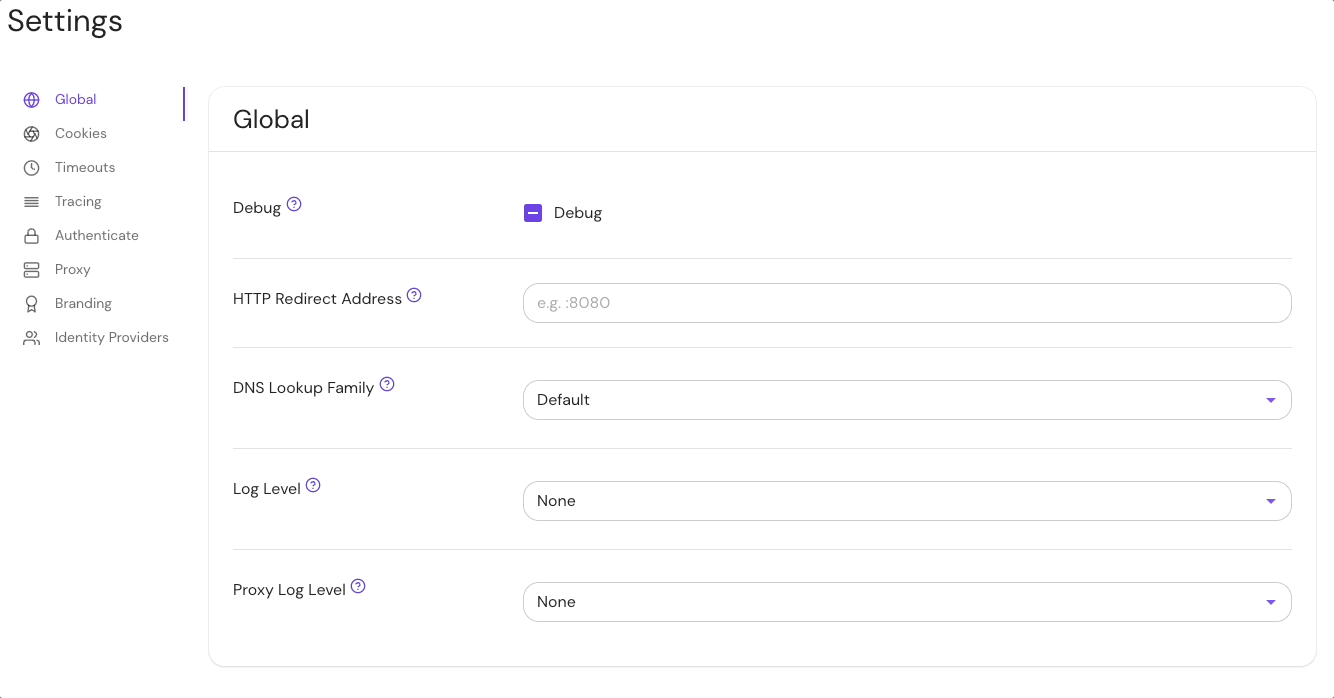 Settings
Global
Cookies
Timeouts
Tracing
Authenticate
Proxy
Branding
Identity Providers
Global
Debug
Debug
HTTP Redirect Address
e.g. :8080
DNS Lookup Family
Default
Log Level
None
Proxy Log Level
None